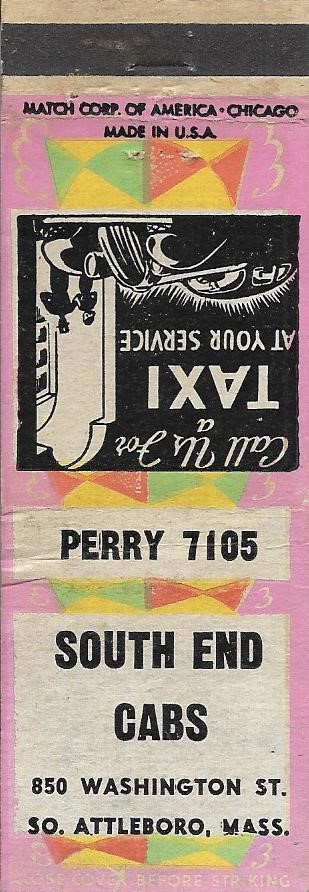 MATCH CORP. OF AMERICA · CHICAGO
MADE IN U.S.A.
Call Us For
a
TAXI
AT YOUR SERVICE
PERRY 7105
SOUTH END
CABS
850 WASHINGTON ST.
SO. ATTLEBORO, MASS.
CLOSE COVER BEFORE STRIKING